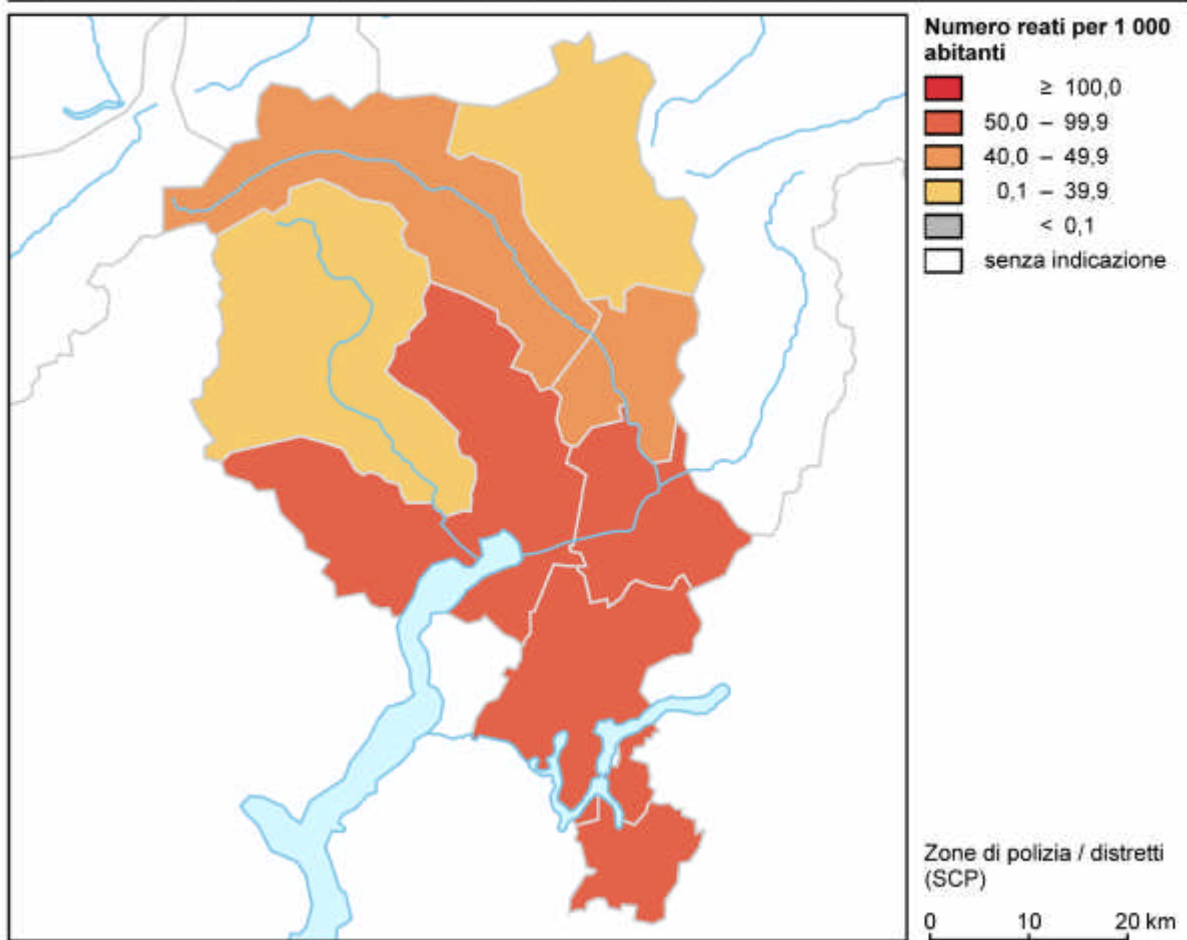 Numero reati per 1 000
abitanti
≥ 100,0
50,0 – 99,9
40,0 – 49,9
0,1 – 39,9
< 0,1
senza indicazione
Zone di polizia / distretti
(SCP)
0 10 20 km